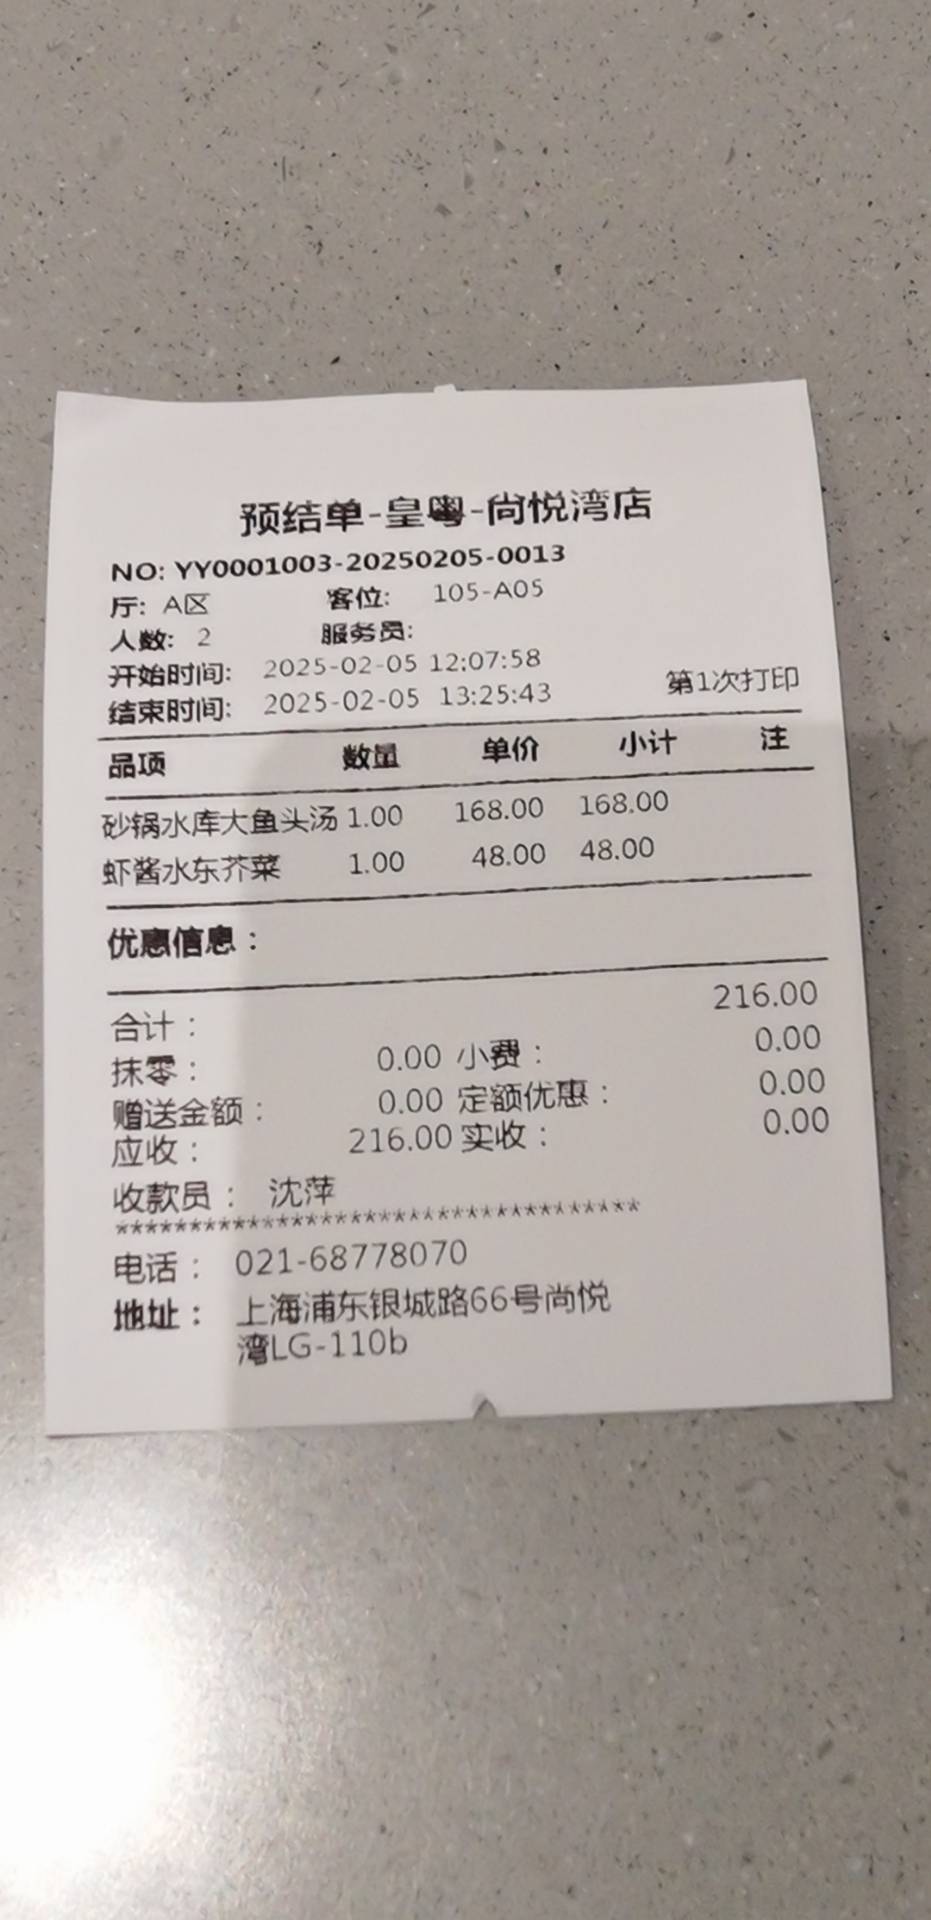 预结单-皇粤-尚悦湾店
NO: YY0001003-20250205-0013
厅: A区 客位: 105-A05
人数: 2 服务员:
开始时间: 2025-02-05 12:07:58
结束时间: 2025-02-05 13:25:43 第1次打印
品项 数量 单价 小计 注
砂锅水库大鱼头汤 1.00 168.00 168.00
虾酱水东芥菜 1.00 48.00 48.00
优惠信息：
合计： 216.00
抹零： 0.00 小费： 0.00
赠送金额： 0.00 定额优惠： 0.00
应收： 216.00 实收： 0.00
收款员： 沈萍
************************************
电话： 021-68778070
地址： 上海浦东银城路66号尚悦
湾LG-110b